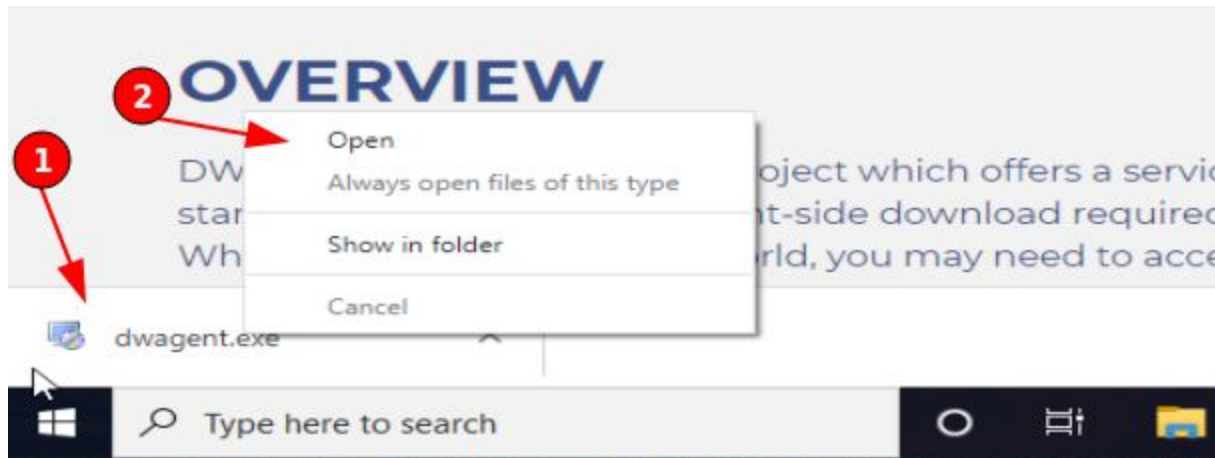 OVERVIEW
2
Open
1
DW
oject which offers a servic
Always open files of this type
star
t-side download required
Show in folder
Wh
rld, you may need to acce
Cancel
dwagent.exe
Type here to search